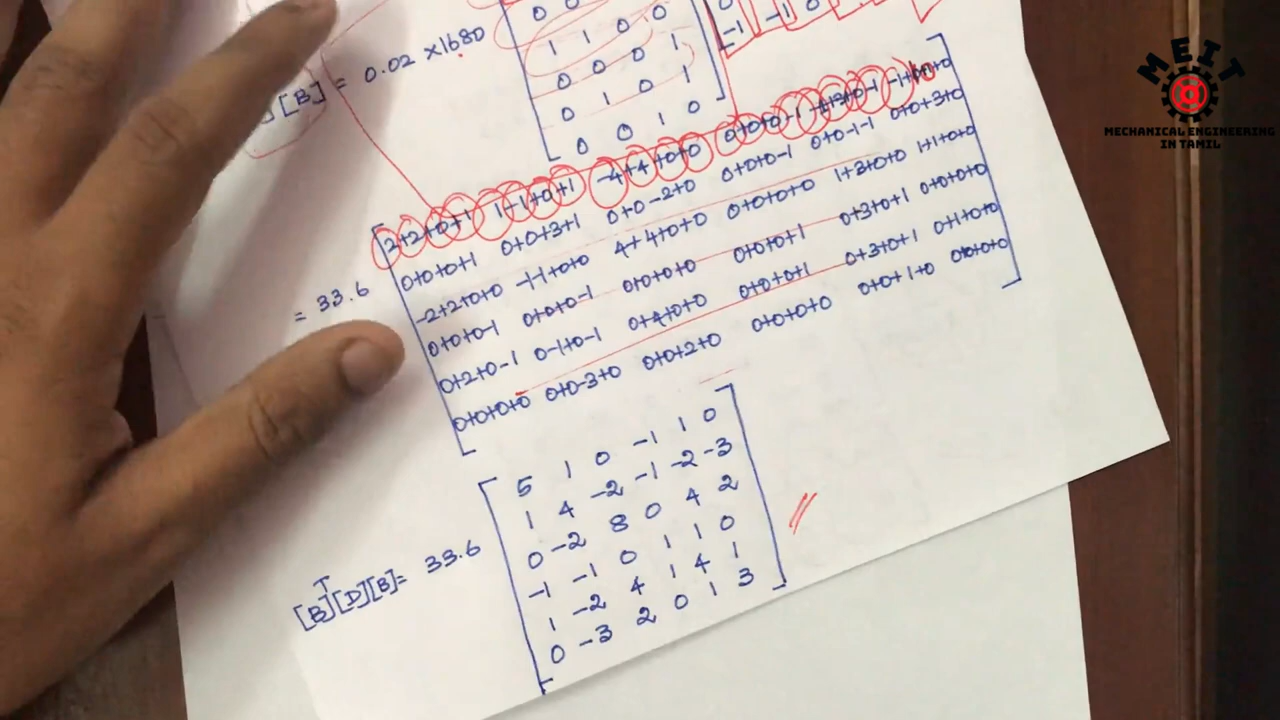 [B] = 0.02 × 1680
0 0
1 1 0 0
0 0 0 1
0 1 0 1
0 0 1 0
-1 -1 0
= 33.6
2+2+0+1 1-1+0+1 -4+4+0+0 0+0+0-1
0+0+0+1 0+0+3+1 0+0-2+0 0+0+0-1 0+0-1-1 0+0+3+0
-2+2+0+0 -1-1+0+0 4+4+0+0 0+0+0+0 1+3+0+0 1+1+0+0
0+0+0-1 0+0+0-1 0+0+0+0 0+0+0+1 0+3+0+1 0+0+0+0
0+2+0-1 0-1+0-1 0+4+0+0 0+0+0+1 0+3+0+1 0+1+0+0
0+0+0+0 0+0-3+0 0+0+2+0 0+0+0+0 0+0+1+0 0+0+0+0
[B]T[D][B] = 33.6
5 1 0 -1 1 0
1 4 -2 -1 -2 -3
0 -2 8 0 4 2
-1 -1 0 1 1 0
1 -2 4 1 4 1
0 -3 2 0 1 3
MEIT
MECHANICAL ENGINEERING
IN TAMIL